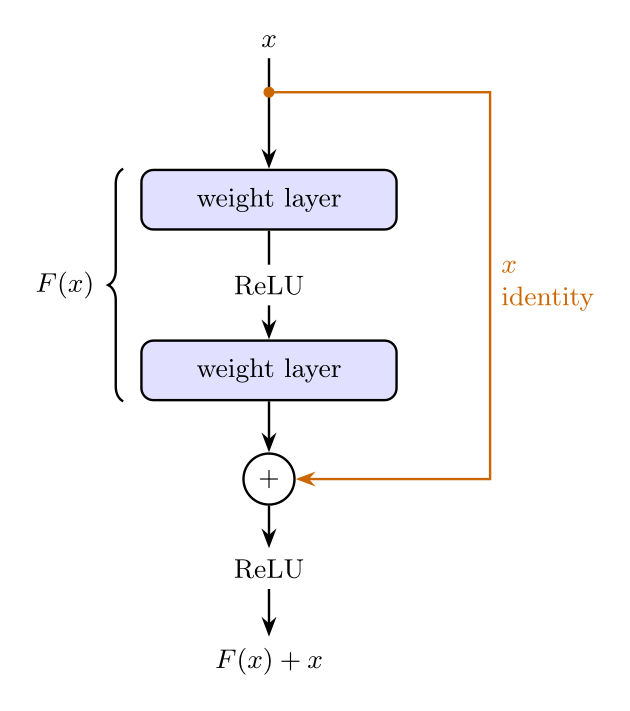 x
weight layer
F(x)
ReLU
x
identity
weight layer
+
ReLU
F(x) + x